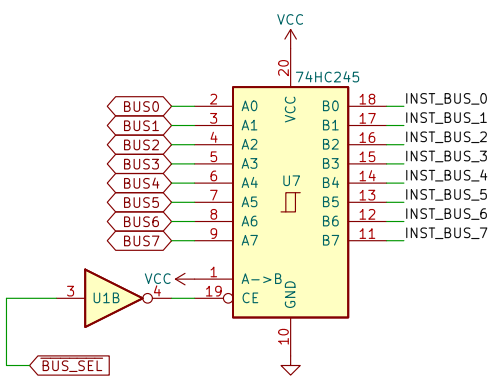 VCC
20
74HC245
VCC
BUS0 2 A0 B0 18 INST_BUS_0
BUS1 3 A1 B1 17 INST_BUS_1
BUS2 4 A2 B2 16 INST_BUS_2
BUS3 5 A3 B3 15 INST_BUS_3
BUS4 6 A4 U7 B4 14 INST_BUS_4
BUS5 7 A5 B5 13 INST_BUS_5
BUS6 8 A6 B6 12 INST_BUS_6
BUS7 9 A7 B7 11 INST_BUS_7
VCC 1 A->B
3 U1B 4 19 CE GND
10
BUS_SEL